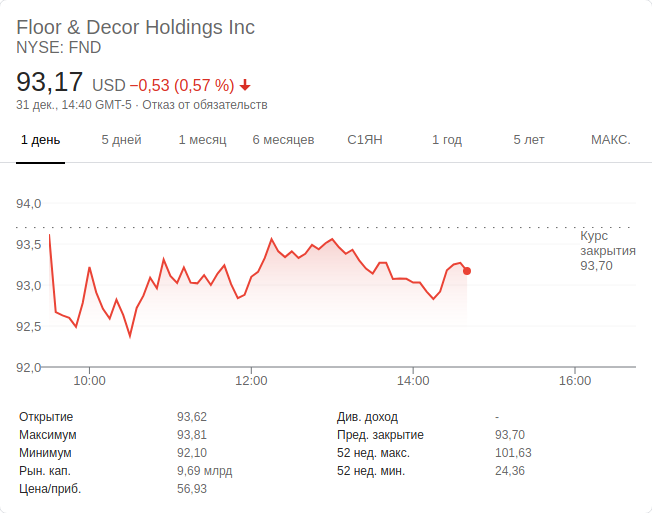 Floor & Decor Holdings Inc
NYSE: FND
93,17 USD −0,53 (0,57 %)
31 дек., 14:40 GMT-5 · Отказ от обязательств
1 день 5 дней 1 месяц 6 месяцев С1ЯН 1 год 5 лет МАКС.
94,0
93,5
93,0
92,5
92,0
Курс
закрытия
93,70
10:00 12:00 14:00 16:00
Открытие 93,62 Див. доход -
Максимум 93,81 Пред. закрытие 93,70
Минимум 92,10 52 нед. макс. 101,63
Рын. кап. 9,69 млрд 52 нед. мин. 24,36
Цена/приб. 56,93